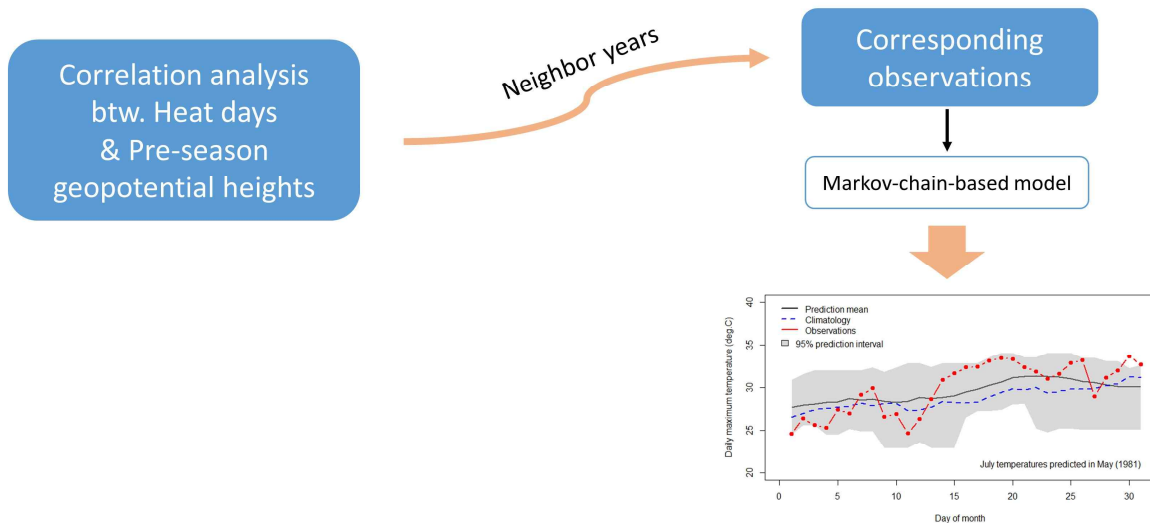 Correlation analysis
btw. Heat days
& Pre-season
geopotential heights
Neighbor years
Corresponding
observations
Markov-chain-based model
Prediction mean
Climatology
Observations
95% prediction interval
Daily maximum temperature (deg.C)
40
35
30
25
20
July temperatures predicted in May (1981)
0 5 10 15 20 25 30
Day of month